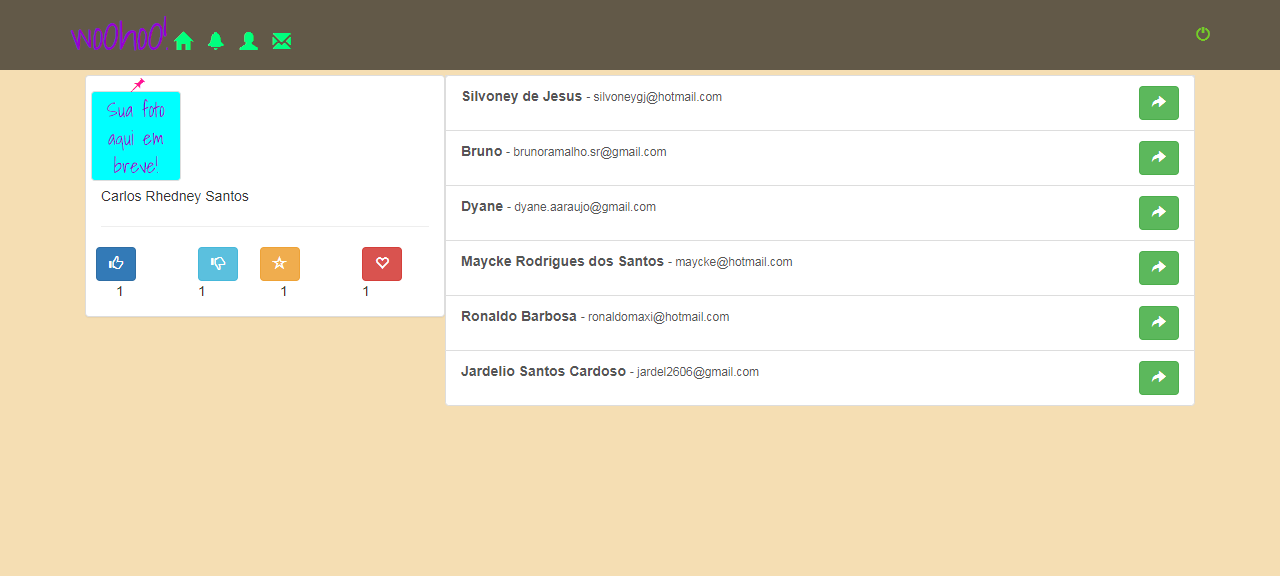 wo0ho0!
Sua foto
aqui em
breve!
Carlos Rhedney Santos
1 1 1 1
Silvoney de Jesus - silvoneygj@hotmail.com
Bruno - brunoramalho.sr@gmail.com
Dyane - dyane.aaraujo@gmail.com
Maycke Rodrigues dos Santos - maycke@hotmail.com
Ronaldo Barbosa - ronaldomaxi@hotmail.com
Jardelio Santos Cardoso - jardel2606@gmail.com